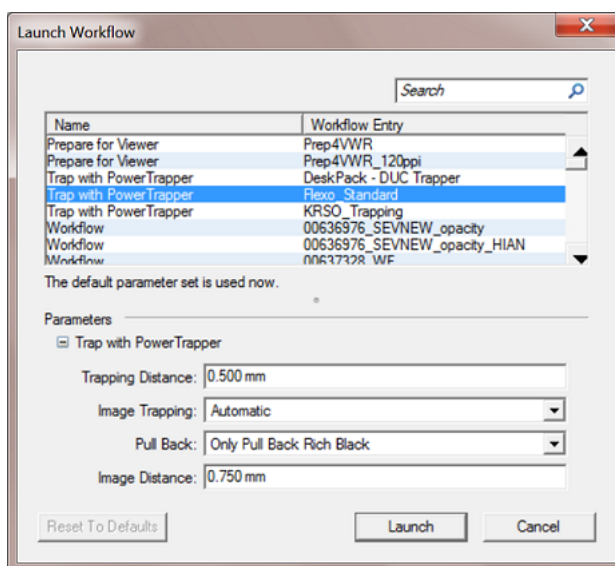 Launch Workflow
Search
Name Workflow Entry
Prepare for Viewer Prep4VWR
Prepare for Viewer Prep4VWR_120ppi
Trap with PowerTrapper DeskPack - DUC Trapper
Trap with PowerTrapper Flexo_Standard
Trap with PowerTrapper KRSO_Trapping
Workflow 00636976_SEVNEW_opacity
Workflow 00636976_SEVNEW_opacity_HIAN
Workflow 00637328_WF
The default parameter set is used now.
Parameters
Trap with PowerTrapper
Trapping Distance: 0.500 mm
Image Trapping: Automatic
Pull Back: Only Pull Back Rich Black
Image Distance: 0.750 mm
Reset To Defaults Launch Cancel